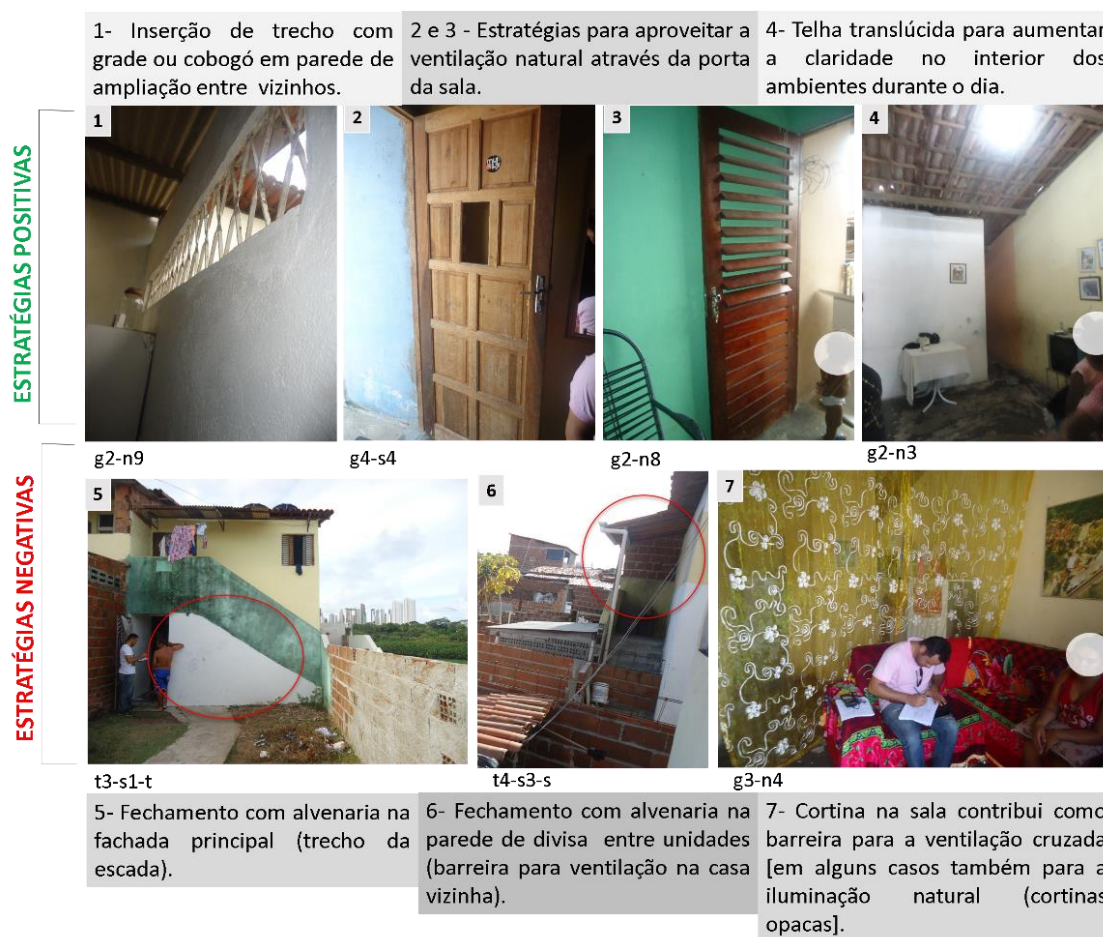 1- Inserção de trecho com
grade ou cobogó em parede de
ampliação entre vizinhos.
2 e 3 - Estratégias para aproveitar a
ventilação natural através da porta
da sala.
4- Telha translúcida para aumentar
a claridade no interior dos
ambientes durante o dia.
ESTRATÉGIAS POSITIVAS
1
2
3
4
g2-n9
g4-s4
g2-n8
g2-n3
ESTRATÉGIAS NEGATIVAS
5
6
7
t3-s1-t
t4-s3-s
g3-n4
5- Fechamento com alvenaria na
fachada principal (trecho da
escada).
6- Fechamento com alvenaria na
parede de divisa entre unidades
(barreira para ventilação na casa
vizinha).
7- Cortina na sala contribui como
barreira para a ventilação cruzada
[em alguns casos também para a
iluminação natural (cortinas
opacas].